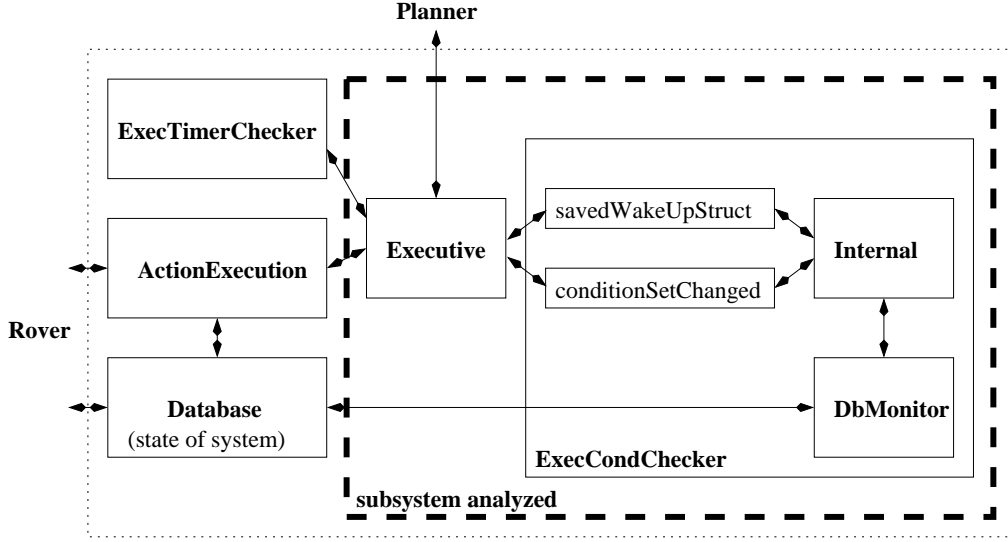 Planner
ExecTimerChecker
savedWakeUpStruct
Executive
Internal
ActionExecution
conditionSetChanged
Rover
Database
(state of system)
DbMonitor
ExecCondChecker
subsystem analyzed